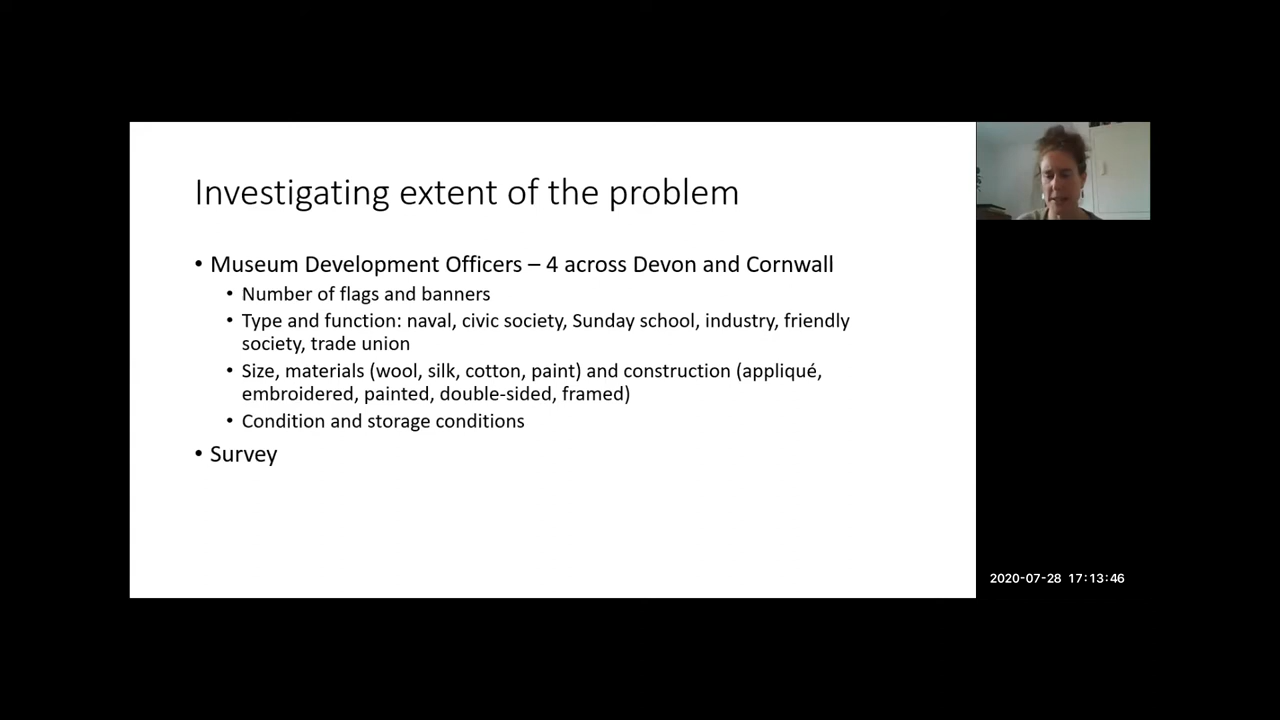 Investigating extent of the problem
• Museum Development Officers – 4 across Devon and Cornwall
• Number of flags and banners
• Type and function: naval, civic society, Sunday school, industry, friendly
society, trade union
• Size, materials (wool, silk, cotton, paint) and construction (appliqué,
embroidered, painted, double-sided, framed)
• Condition and storage conditions
• Survey
2020-07-28 17:13:46